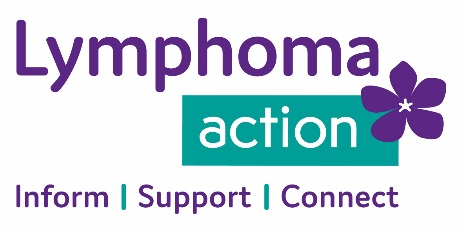 Lymphoma
action
Inform | Support | Connect